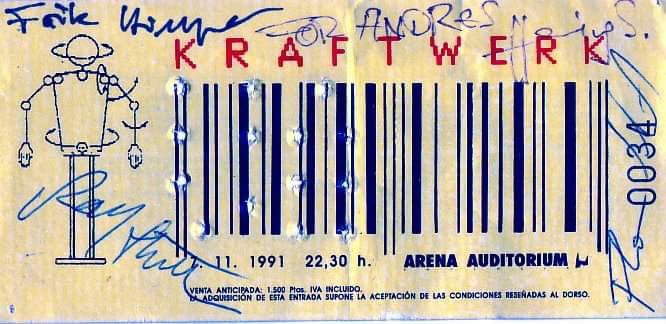 FOR ANDRES
KRAFTWERK
0034
11. 1991 22,30 h. ARENA AUDITORIUM
VENTA ANTICIPADA: 1.500 Ptas. IVA INCLUIDO.
LA ADQUISICION DE ESTA ENTRADA SUPONE LA ACEPTACIÓN DE LAS CONDICIONES RESEÑADAS AL DORSO.